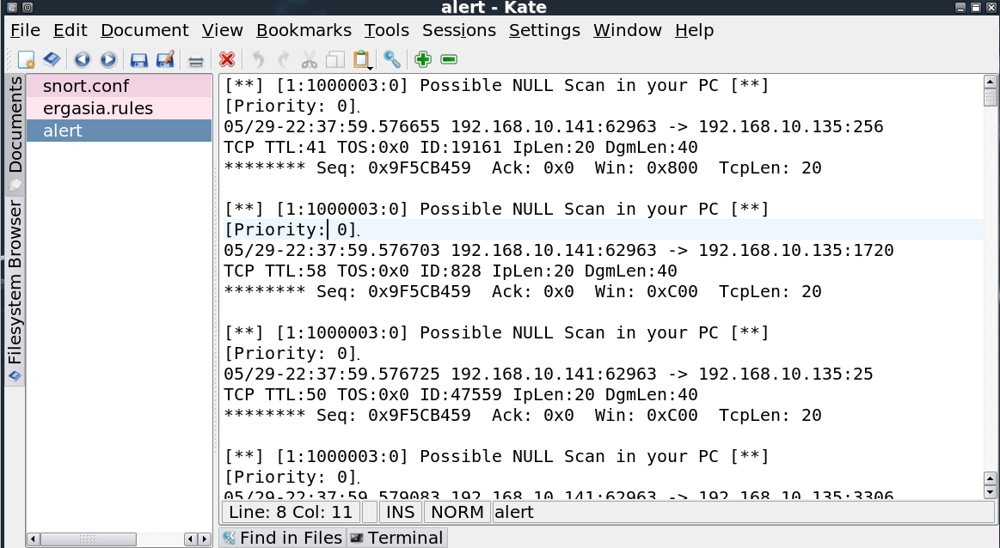 alert - Kate
File Edit Document View Bookmarks Tools Sessions Settings Window Help
Documents
Filesystem Browser
snort.conf
ergasia.rules
alert
[**] [1:1000003:0] Possible NULL Scan in your PC [**]
[Priority: 0]
05/29-22:37:59.576655 192.168.10.141:62963 -> 192.168.10.135:256
TCP TTL:41 TOS:0x0 ID:19161 IpLen:20 DgmLen:40
******** Seq: 0x9F5CB459  Ack: 0x0  Win: 0x800  TcpLen: 20
[**] [1:1000003:0] Possible NULL Scan in your PC [**]
[Priority: 0]
05/29-22:37:59.576703 192.168.10.141:62963 -> 192.168.10.135:1720
TCP TTL:58 TOS:0x0 ID:828 IpLen:20 DgmLen:40
******** Seq: 0x9F5CB459  Ack: 0x0  Win: 0xC00  TcpLen: 20
[**] [1:1000003:0] Possible NULL Scan in your PC [**]
[Priority: 0]
05/29-22:37:59.576725 192.168.10.141:62963 -> 192.168.10.135:25
TCP TTL:50 TOS:0x0 ID:47559 IpLen:20 DgmLen:40
******** Seq: 0x9F5CB459  Ack: 0x0  Win: 0xC00  TcpLen: 20
[**] [1:1000003:0] Possible NULL Scan in your PC [**]
[Priority: 0]
05/29-22:37:59.579083 192.168.10.141:62963 -> 192.168.10.135:3306
Line: 8 Col: 11 INS NORM alert
Find in Files Terminal